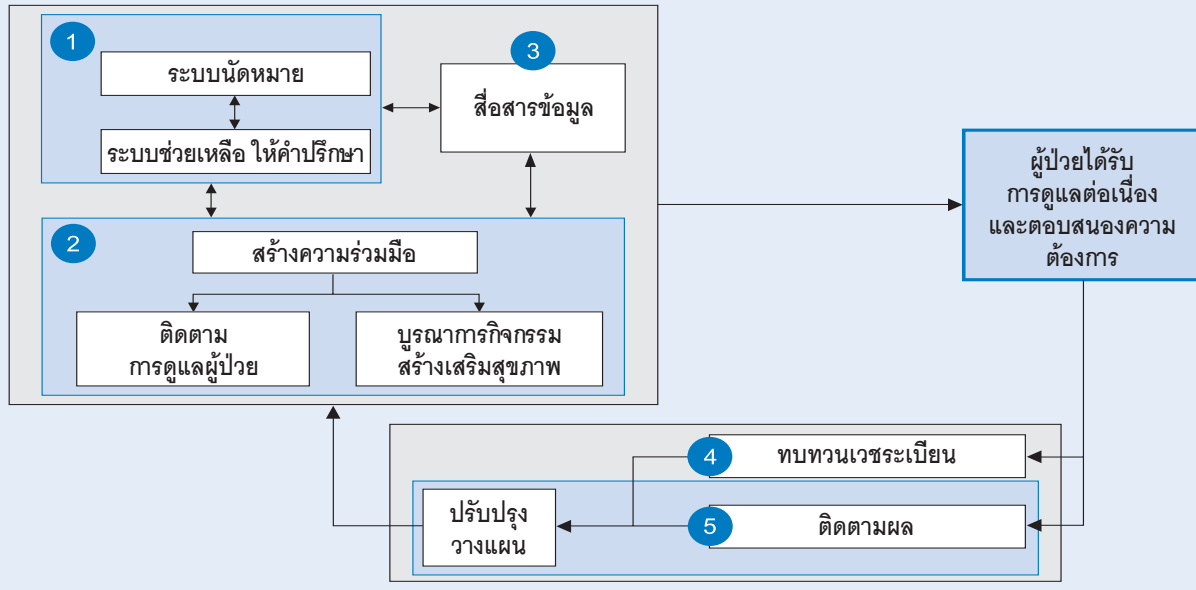 1
ระบบนัดหมาย
ระบบช่วยเหลือ ให้คำปรึกษา
3
สื่อสารข้อมูล
2
สร้างความร่วมมือ
ติดตาม
การดูแลผู้ป่วย
บูรณาการกิจกรรม
สร้างเสริมสุขภาพ
ผู้ป่วยได้รับ
การดูแลต่อเนื่อง
และตอบสนองความ
ต้องการ
4
ทบทวนเวชระเบียน
5
ติดตามผล
ปรับปรุง
วางแผน